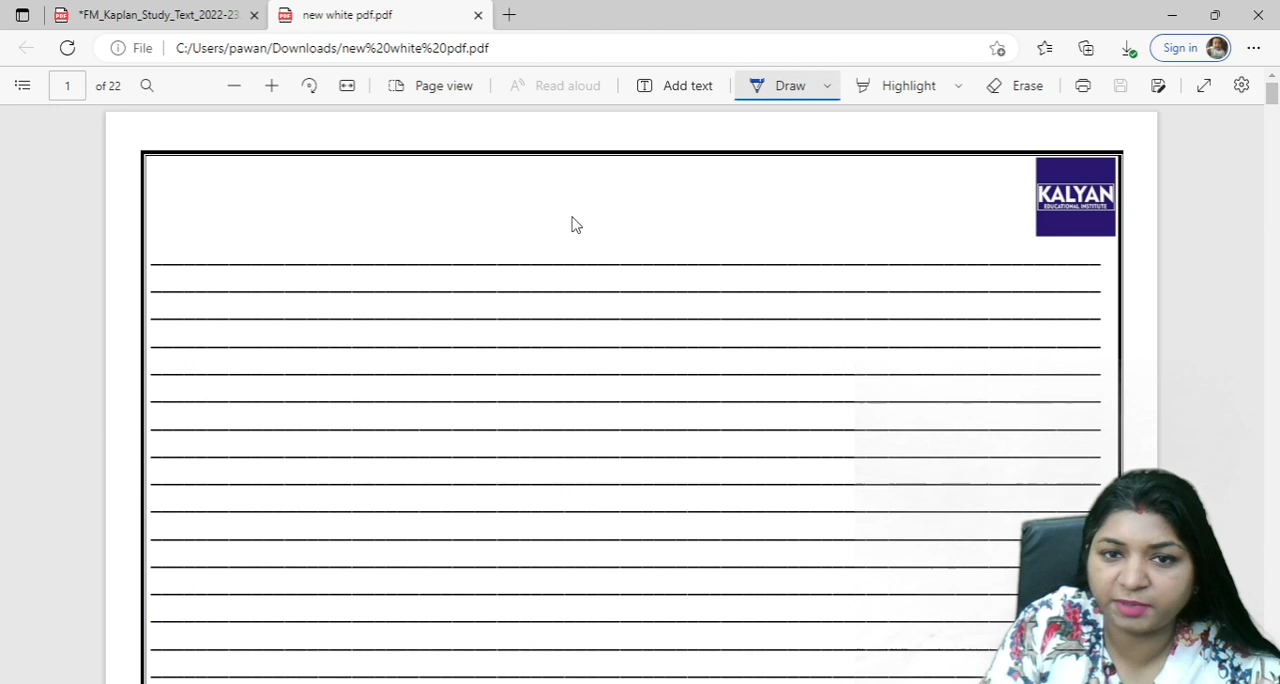 *FM_Kaplan_Study_Text_2022-23
new white pdf.pdf
File
C:/Users/pawan/Downloads/new%20white%20pdf.pdf
Sign in
1 of 22
Page view
Read aloud
Add text
Draw
Highlight
Erase
KALYAN
EDUCATIONAL INSTITUTE